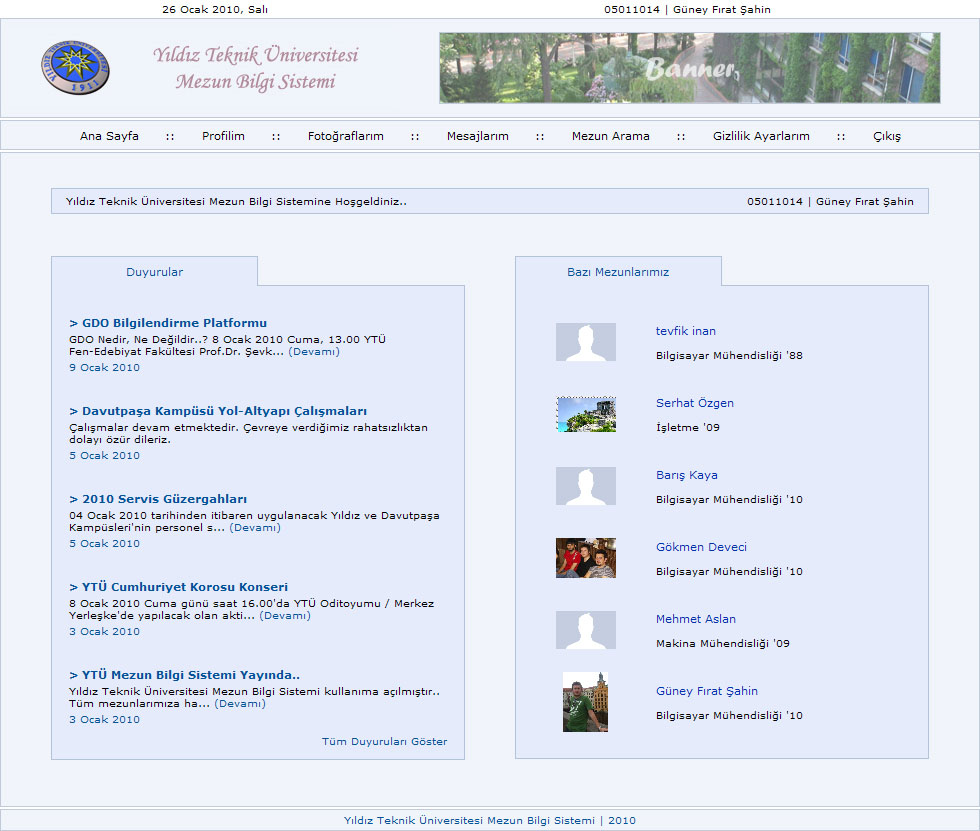 26 Ocak 2010, Salı
05011014 | Güney Fırat Şahin
YILDIZ TEKNİK ÜNİVERSİTESİ
1911
Yıldız Teknik Üniversitesi
Mezun Bilgi Sistemi
Banner
Ana Sayfa :: Profilim :: Fotoğraflarım :: Mesajlarım :: Mezun Arama :: Gizlilik Ayarlarım :: Çıkış
Yıldız Teknik Üniversitesi Mezun Bilgi Sistemine Hoşgeldiniz..
05011014 | Güney Fırat Şahin
Duyurular
> GDO Bilgilendirme Platformu
GDO Nedir, Ne Değildir..? 8 Ocak 2010 Cuma, 13.00 YTÜ
Fen-Edebiyat Fakültesi Prof.Dr. Şevk... (Devamı)
9 Ocak 2010
> Davutpaşa Kampüsü Yol-Altyapı Çalışmaları
Çalışmalar devam etmektedir. Çevreye verdiğimiz rahatsızlıktan
dolayı özür dileriz.
5 Ocak 2010
> 2010 Servis Güzergahları
04 Ocak 2010 tarihinden itibaren uygulanacak Yıldız ve Davutpaşa
Kampüsleri'nin personel s... (Devamı)
5 Ocak 2010
> YTÜ Cumhuriyet Korosu Konseri
8 Ocak 2010 Cuma günü saat 16.00'da YTÜ Oditoyumu / Merkez
Yerleşke'de yapılacak olan akti... (Devamı)
3 Ocak 2010
> YTÜ Mezun Bilgi Sistemi Yayında..
Yıldız Teknik Üniversitesi Mezun Bilgi Sistemi kullanıma açılmıştır..
Tüm mezunlarımıza ha... (Devamı)
3 Ocak 2010
Tüm Duyuruları Göster
Bazı Mezunlarımız
tevfik inan
Bilgisayar Mühendisliği '88
Serhat Özgen
İşletme '09
Barış Kaya
Bilgisayar Mühendisliği '10
Gökmen Deveci
Bilgisayar Mühendisliği '10
Mehmet Aslan
Makina Mühendisliği '09
Güney Fırat Şahin
Bilgisayar Mühendisliği '10
Yıldız Teknik Üniversitesi Mezun Bilgi Sistemi | 2010